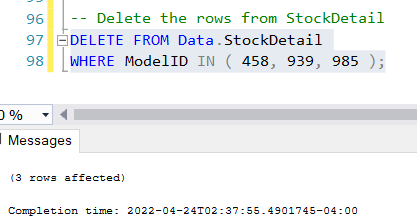 96 -- Delete the rows from StockDetail
97 DELETE FROM Data.StockDetail
98 WHERE ModelID IN ( 458, 939, 985 );
0 %
Messages
(3 rows affected)
Completion time: 2022-04-24T02:37:55.4901745-04:00